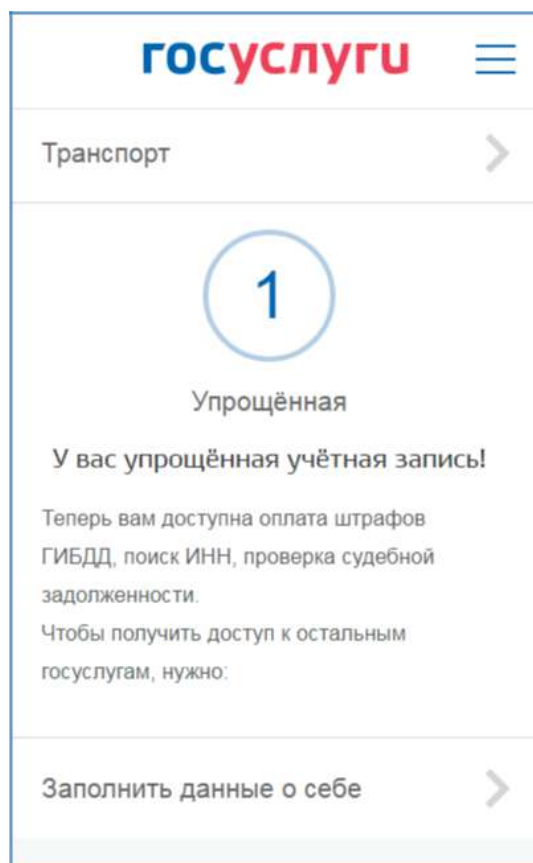 госуслуги
Транспорт
1
Упрощённая
У вас упрощённая учётная запись!
Теперь вам доступна оплата штрафов
ГИБДД, поиск ИНН, проверка судебной
задолженности.
Чтобы получить доступ к остальным
госуслугам, нужно:
Заполнить данные о себе